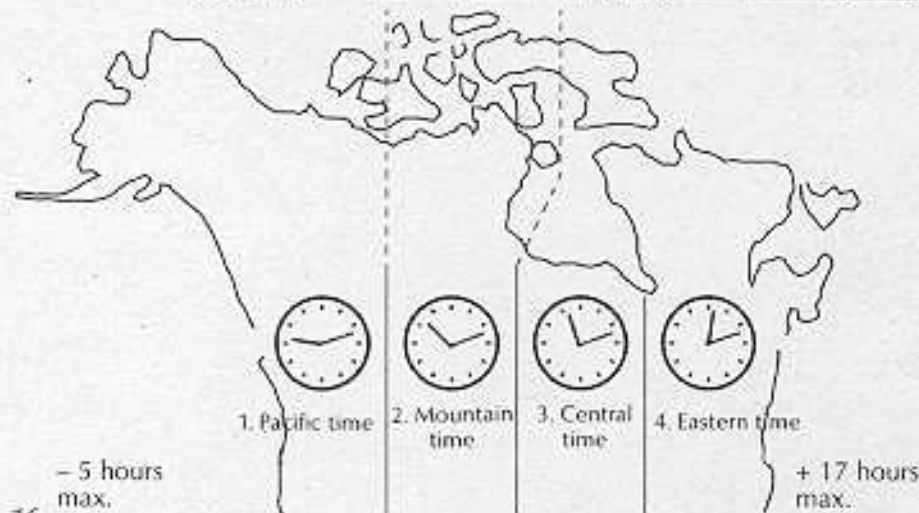 1. Pacific time
2. Mountain
time
3. Central
time
4. Eastern time
– 5 hours
max.
+ 17 hours
max.